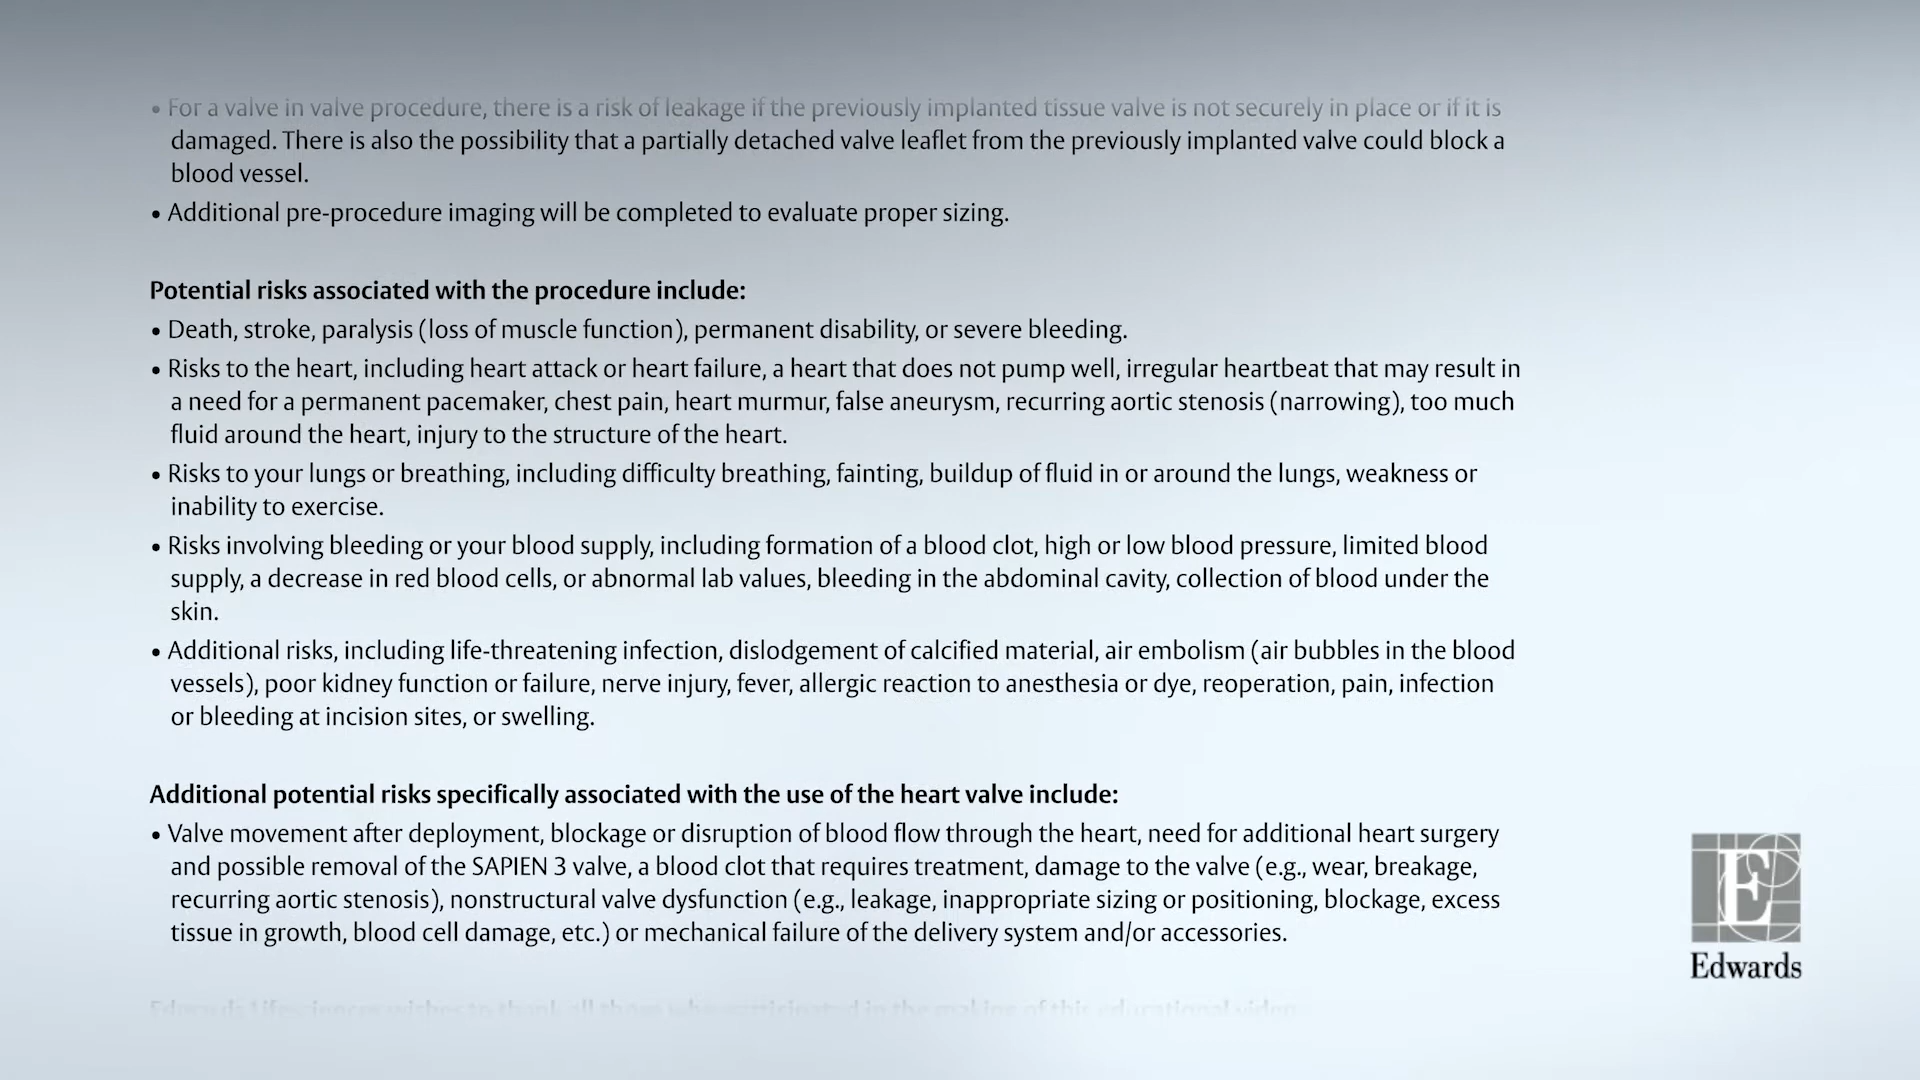 • For a valve in valve procedure, there is a risk of leakage if the previously implanted tissue valve is not securely in place or if it is
damaged. There is also the possibility that a partially detached valve leaflet from the previously implanted valve could block a
blood vessel.
• Additional pre-procedure imaging will be completed to evaluate proper sizing.
Potential risks associated with the procedure include:
• Death, stroke, paralysis (loss of muscle function), permanent disability, or severe bleeding.
• Risks to the heart, including heart attack or heart failure, a heart that does not pump well, irregular heartbeat that may result in
a need for a permanent pacemaker, chest pain, heart murmur, false aneurysm, recurring aortic stenosis (narrowing), too much
fluid around the heart, injury to the structure of the heart.
• Risks to your lungs or breathing, including difficulty breathing, fainting, buildup of fluid in or around the lungs, weakness or
inability to exercise.
• Risks involving bleeding or your blood supply, including formation of a blood clot, high or low blood pressure, limited blood
supply, a decrease in red blood cells, or abnormal lab values, bleeding in the abdominal cavity, collection of blood under the
skin.
• Additional risks, including life-threatening infection, dislodgement of calcified material, air embolism (air bubbles in the blood
vessels), poor kidney function or failure, nerve injury, fever, allergic reaction to anesthesia or dye, reoperation, pain, infection
or bleeding at incision sites, or swelling.
Additional potential risks specifically associated with the use of the heart valve include:
• Valve movement after deployment, blockage or disruption of blood flow through the heart, need for additional heart surgery
and possible removal of the SAPIEN 3 valve, a blood clot that requires treatment, damage to the valve (e.g., wear, breakage,
recurring aortic stenosis), nonstructural valve dysfunction (e.g., leakage, inappropriate sizing or positioning, blockage, excess
tissue in growth, blood cell damage, etc.) or mechanical failure of the delivery system and/or accessories.
E
Edwards
Edwards Lifesciences wishes to thank all those who participated in the making of this educational video.